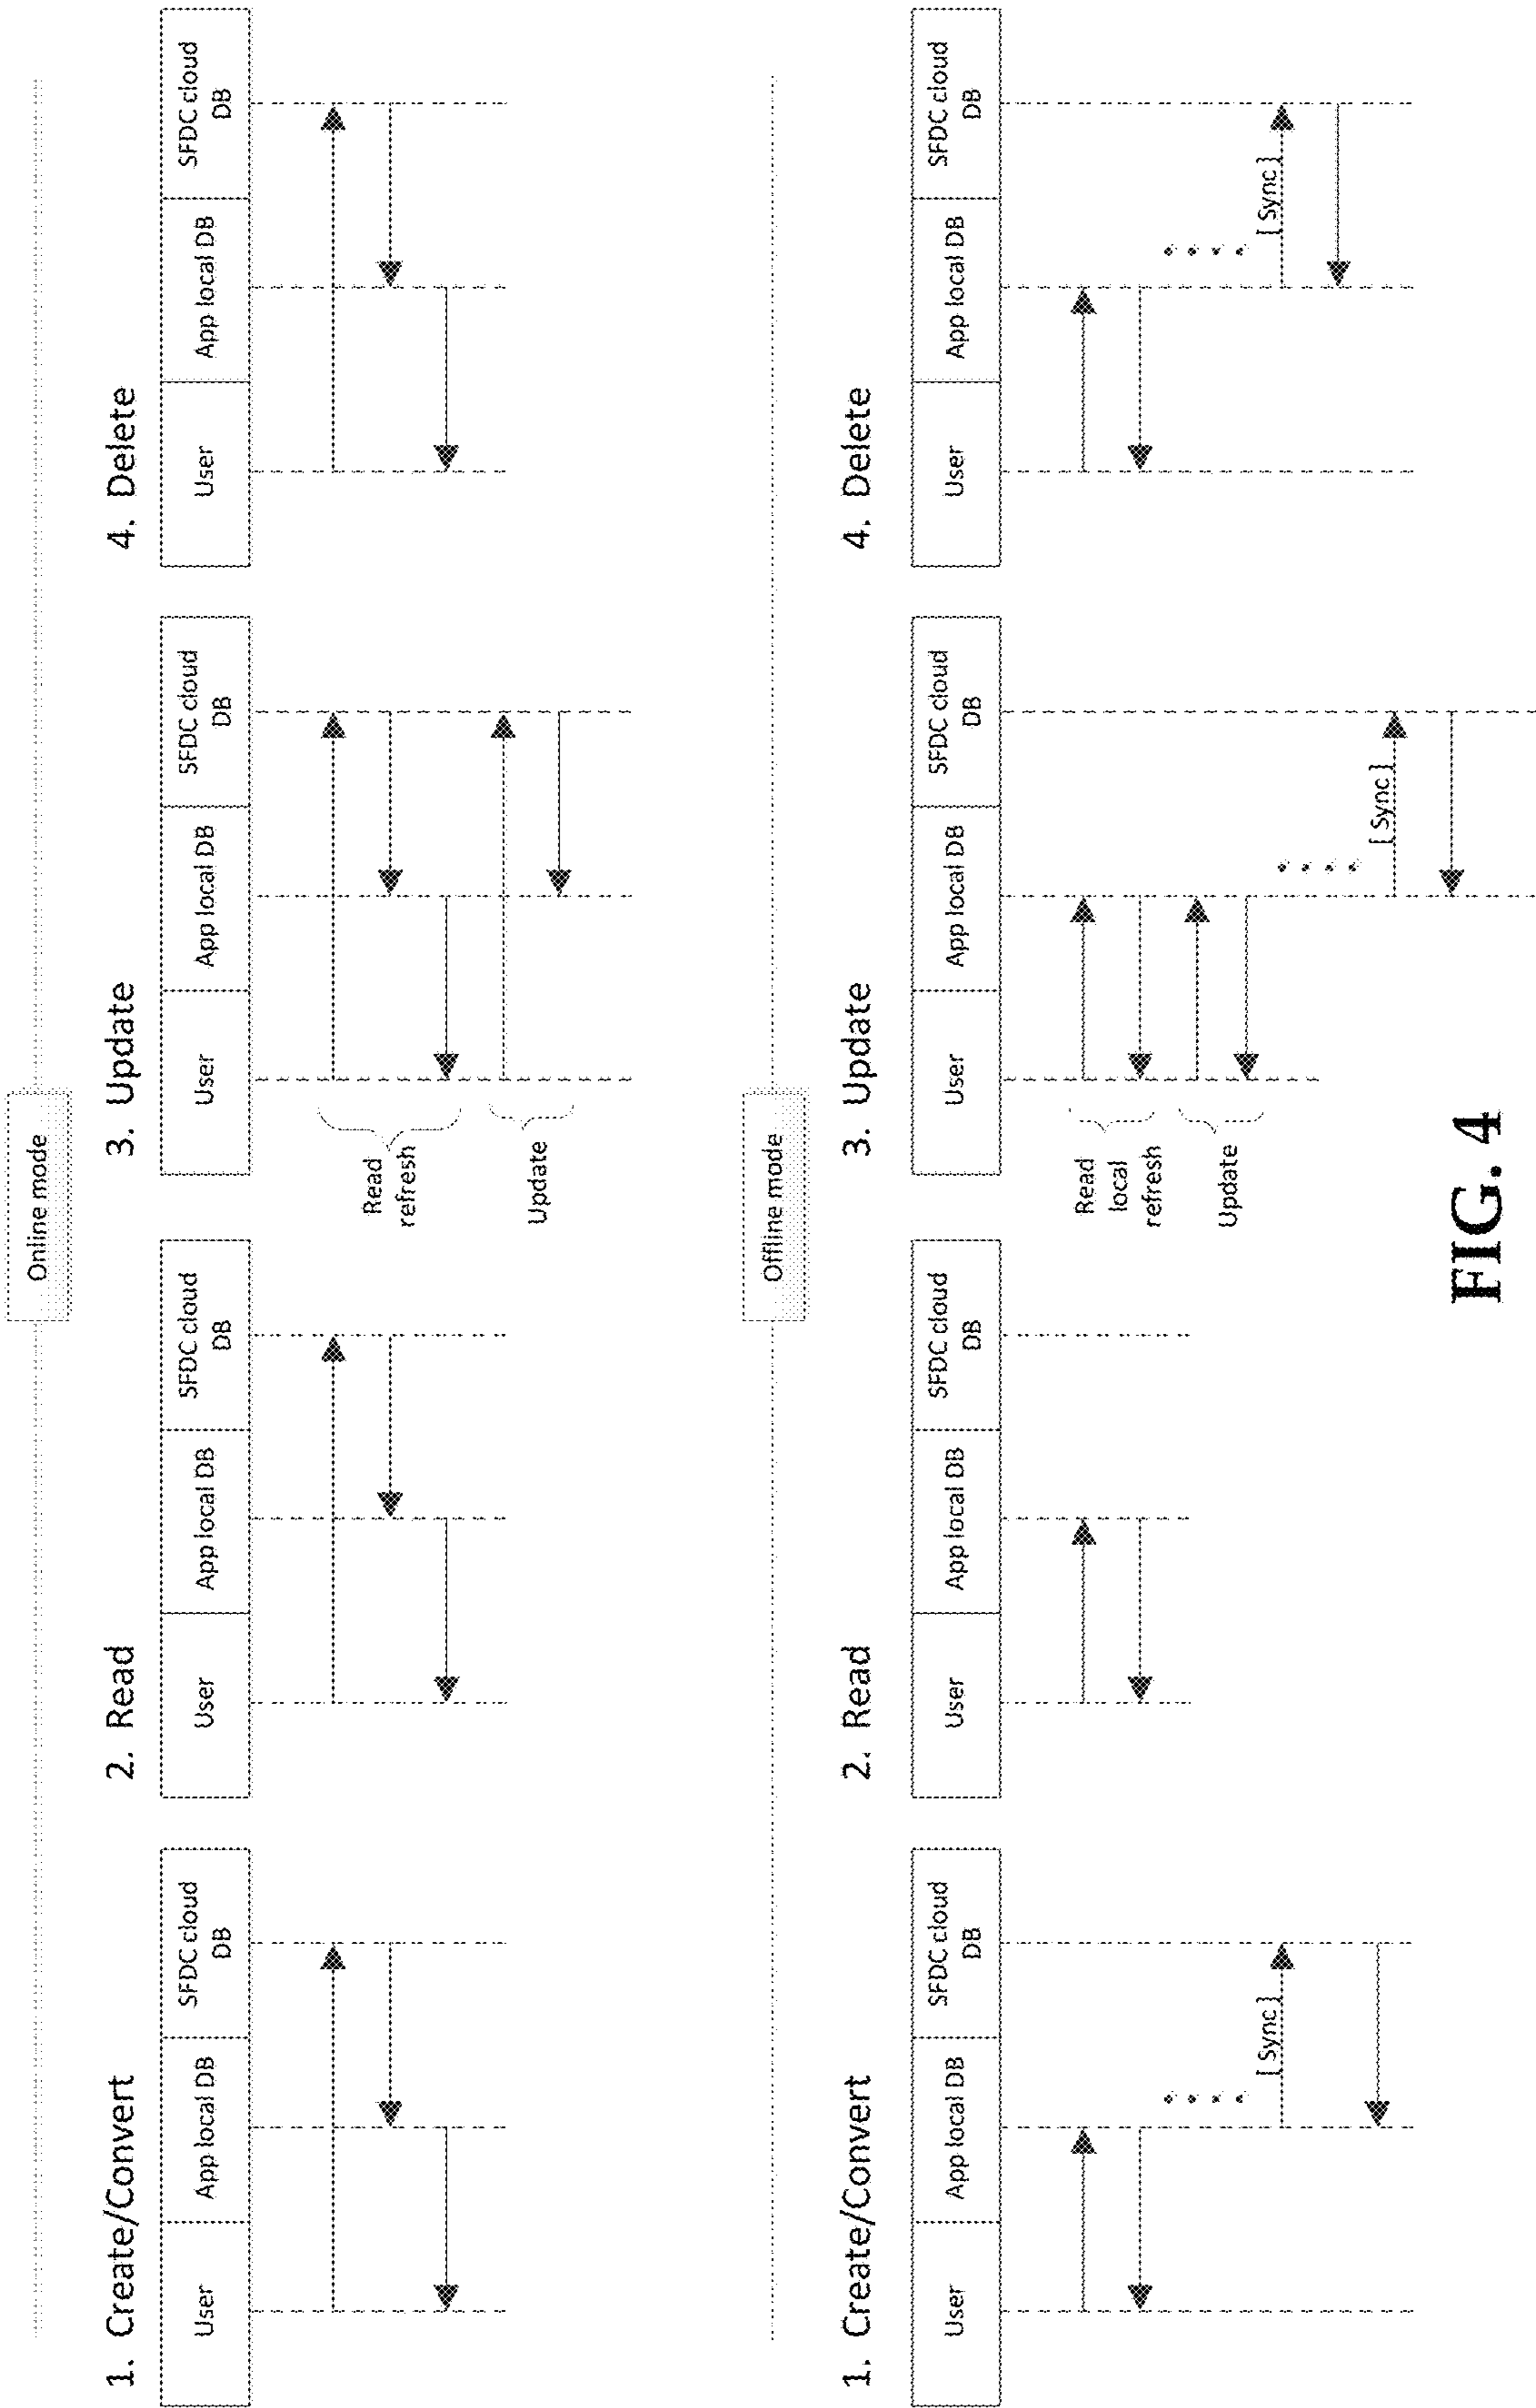 Online mode
1. Create/Convert
User
App local DB
SFDC cloud
DB
2. Read
User
App local DB
SFDC cloud
DB
3. Update
User
App local DB
SFDC cloud
DB
Read
refresh
Update
4. Delete
User
App local DB
SFDC cloud
DB
Offline mode
1. Create/Convert
User
App local DB
SFDC cloud
DB
[ Sync ]
2. Read
User
App local DB
SFDC cloud
DB
3. Update
User
App local DB
SFDC cloud
DB
Read
local
refresh
Update
[ Sync ]
4. Delete
User
App local DB
SFDC cloud
DB
[ Sync ]
FIG. 4